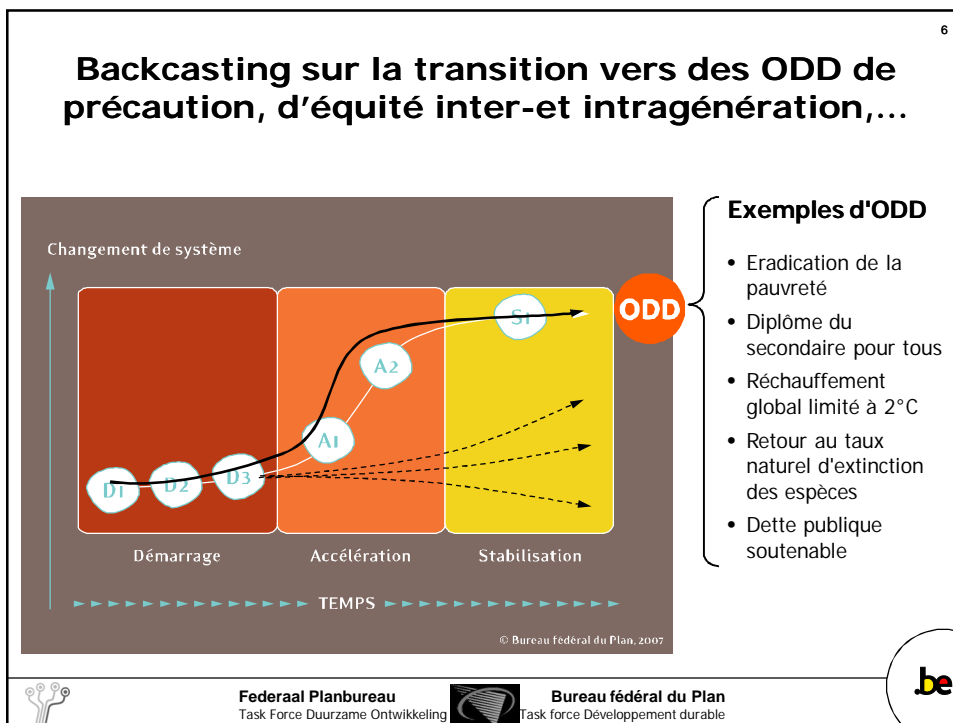 6
Backcasting sur la transition vers des ODD de
précaution, d'équité inter-et intragénération,...
Changement de système
D1
D2
D3
A1
A2
S1
ODD
Démarrage
Accélération
Stabilisation
TEMPS
© Bureau fédéral du Plan, 2007
Exemples d'ODD
• Eradication de la
pauvreté
• Diplôme du
secondaire pour tous
• Réchauffement
global limité à 2°C
• Retour au taux
naturel d'extinction
des espèces
• Dette publique
soutenable
Federaal Planbureau
Task Force Duurzame Ontwikkeling
Bureau fédéral du Plan
Task force Développement durable
.be